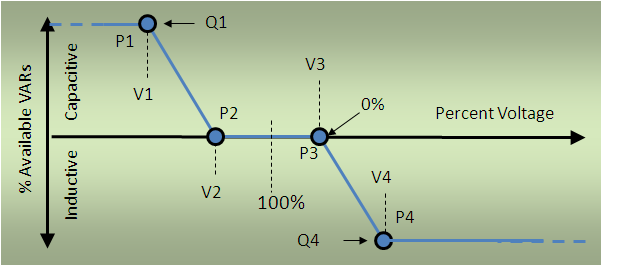 Q1
P1
V3
V1
P2
0%
Percent Voltage
% Available VARs
Capacitive
Inductive
P3
V2
100%
V4
P4
Q4